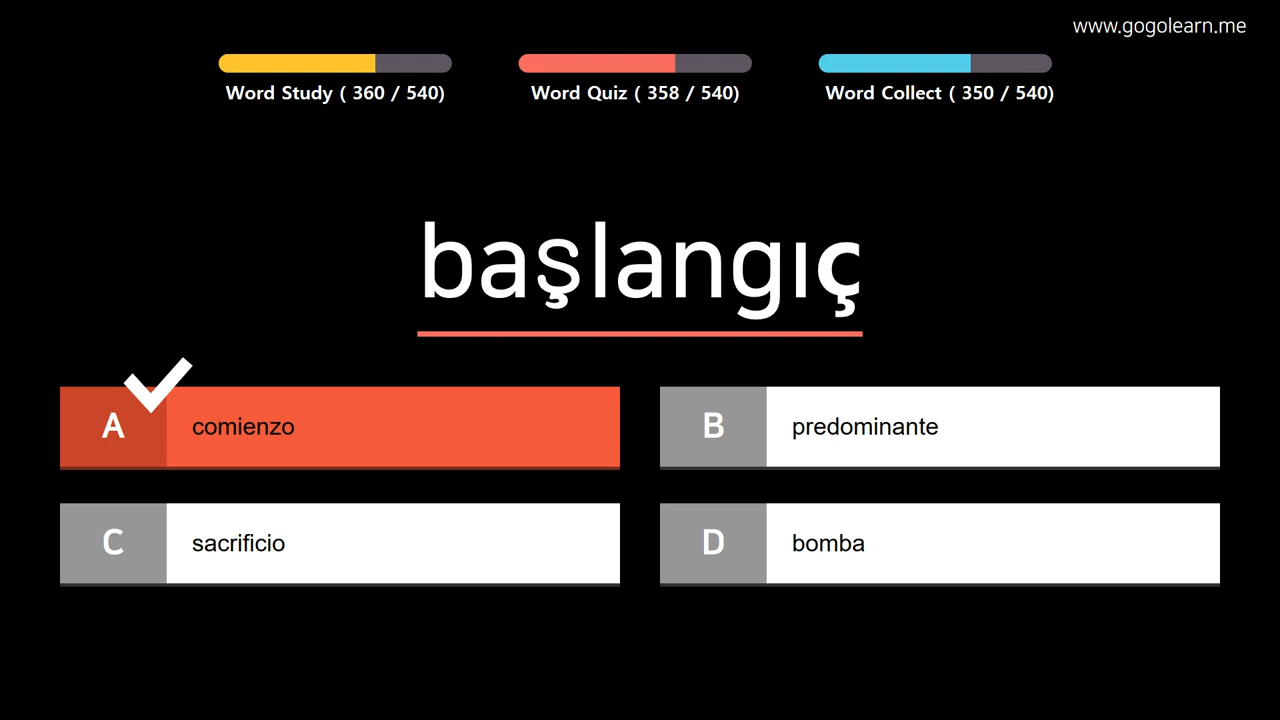 www.gogolearn.me
Word Study ( 360 / 540)
Word Quiz ( 358 / 540)
Word Collect ( 350 / 540)
başlangıç
A comienzo
B predominante
C sacrificio
D bomba